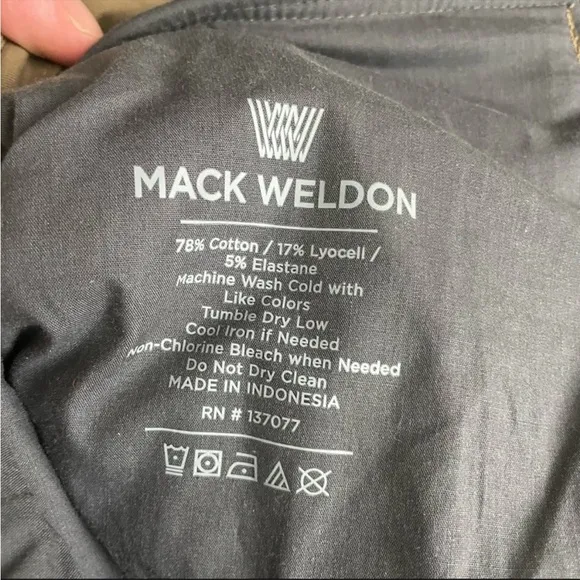 MACK WELDON
78% Cotton / 17% Lyocell /
5% Elastane
Machine Wash Cold with
Like Colors
Tumble Dry Low
Cool Iron if Needed
Non-Chlorine Bleach when Needed
Do Not Dry Clean
MADE IN INDONESIA
RN # 137077